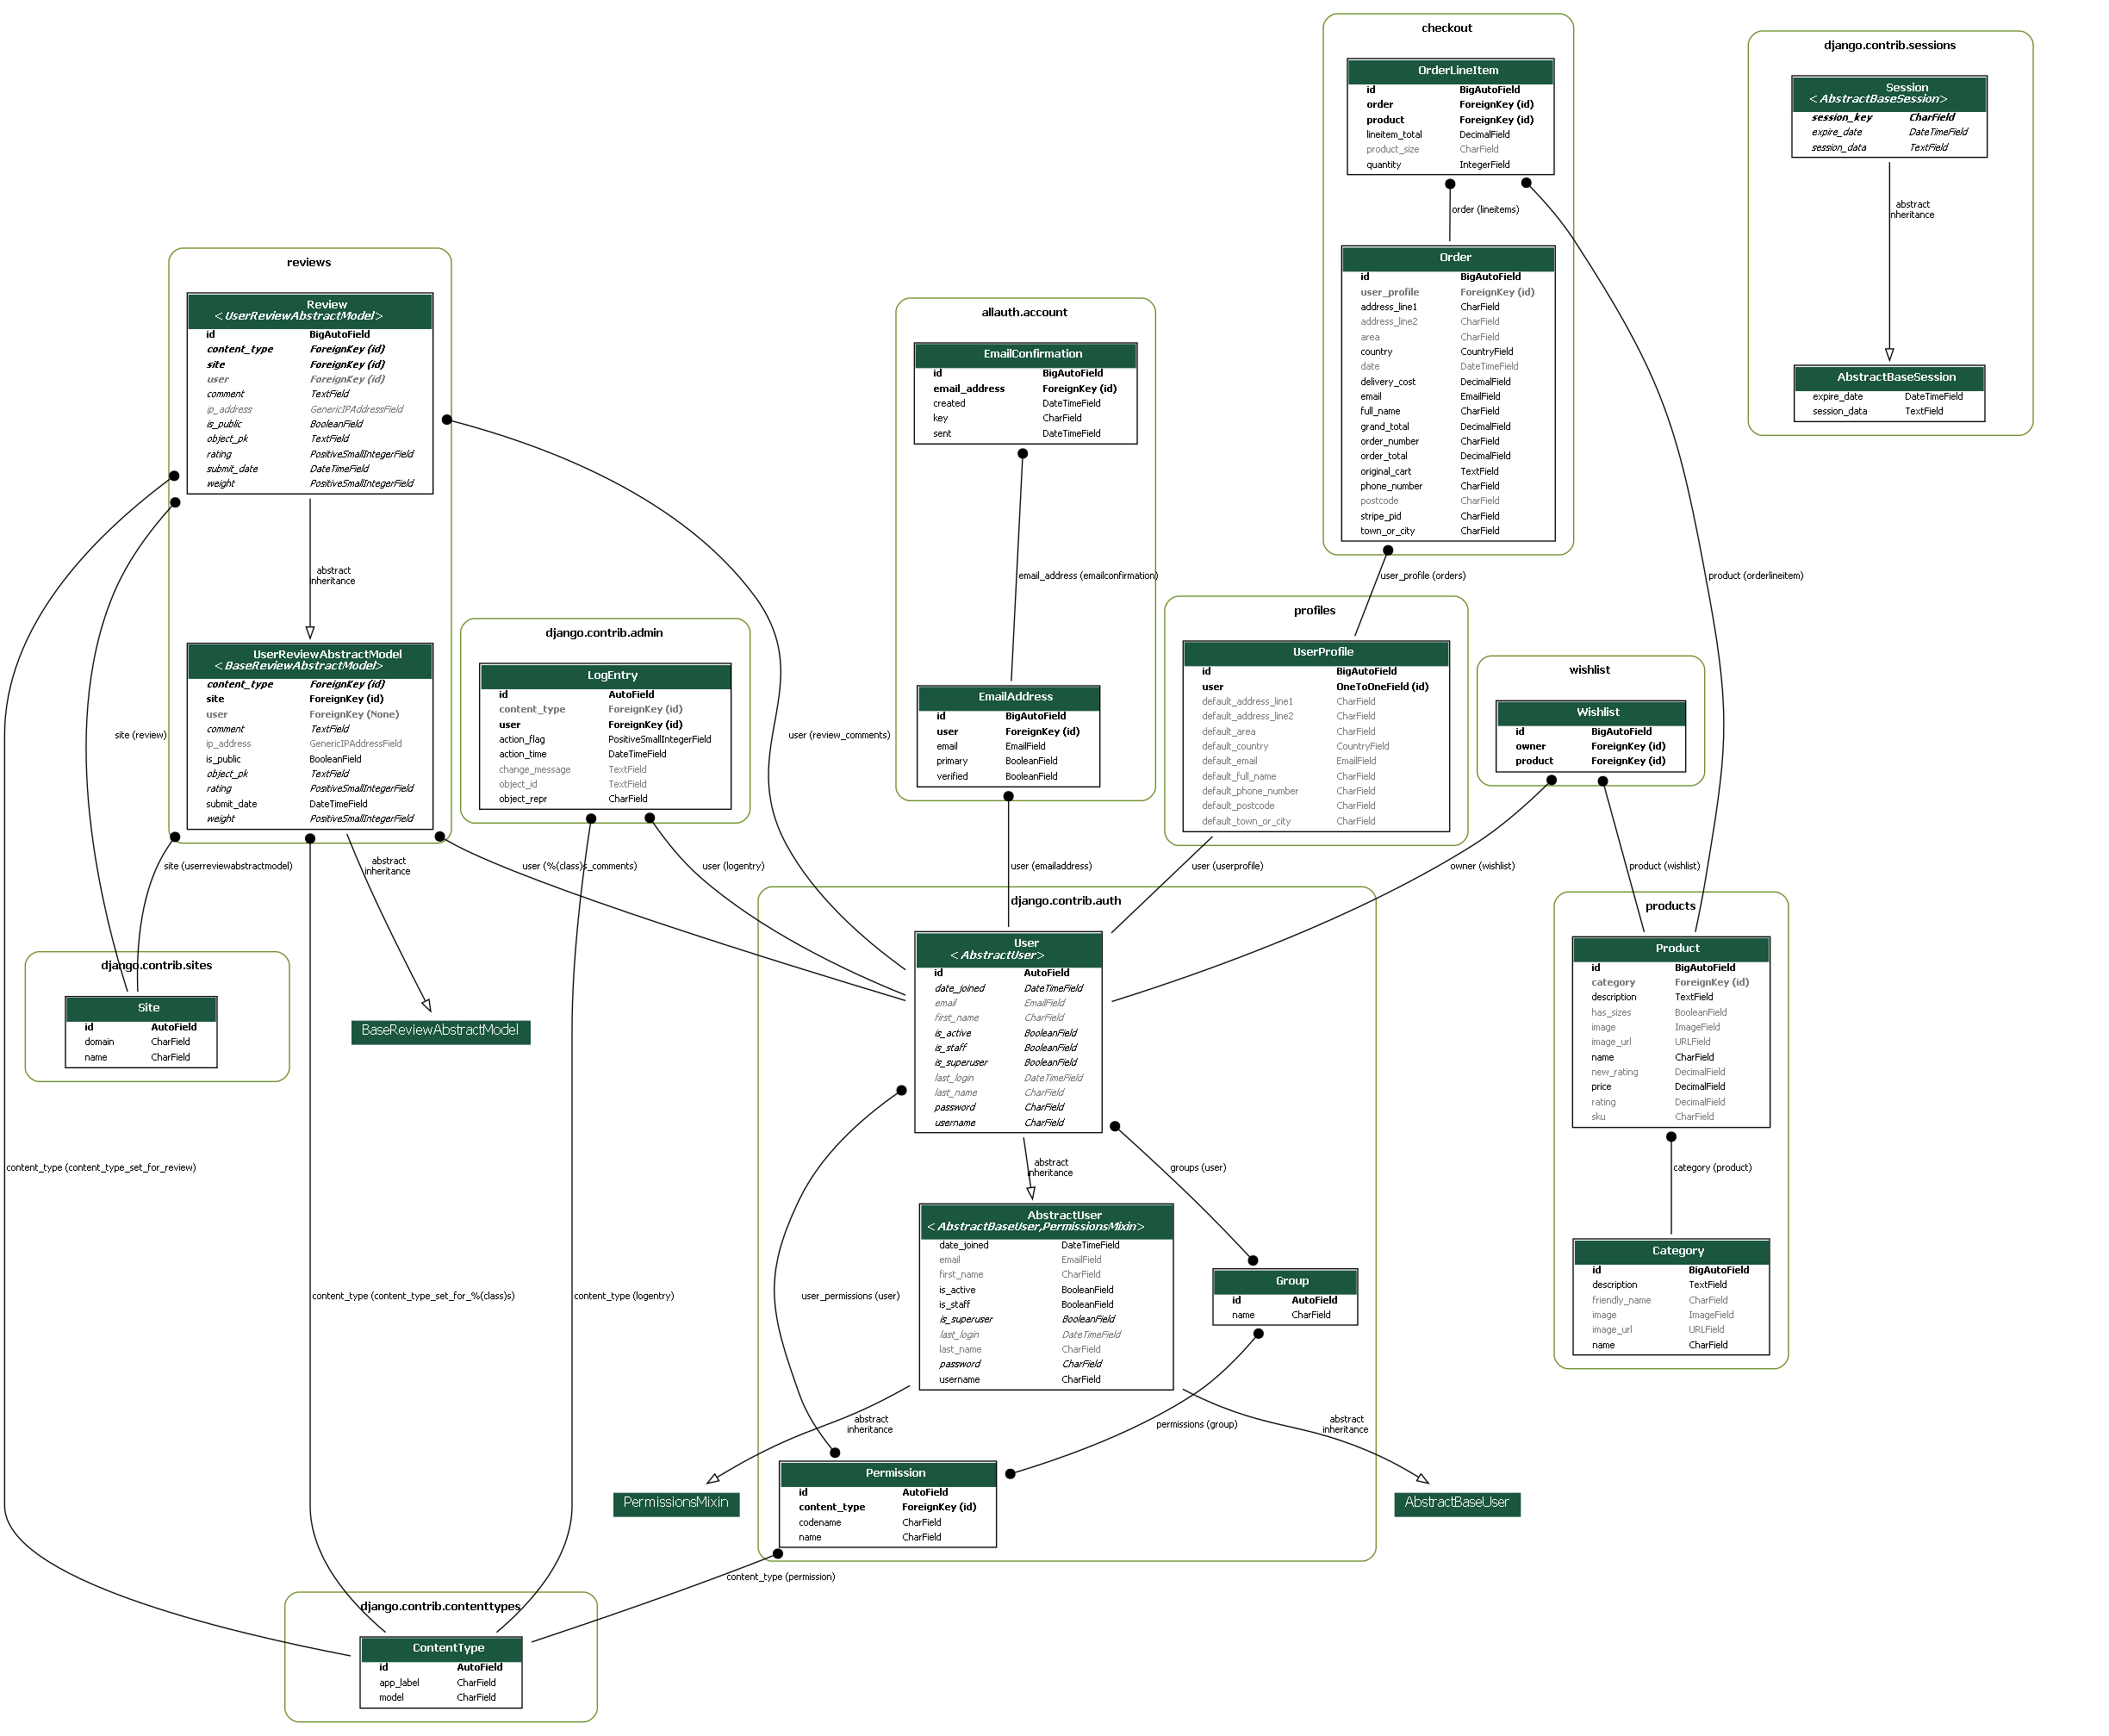 checkout
OrderLineItem
id BigAutoField
order ForeignKey (id)
product ForeignKey (id)
lineitem_total DecimalField
product_size CharField
quantity IntegerField
order (lineitems)
Order
id BigAutoField
user_profile ForeignKey (id)
address_line1 CharField
address_line2 CharField
area CharField
country CountryField
date DateTimeField
delivery_cost DecimalField
email EmailField
full_name CharField
grand_total DecimalField
order_number CharField
order_total DecimalField
original_cart TextField
phone_number CharField
postcode CharField
stripe_pid CharField
town_or_city CharField
user_profile (orders)
product (orderlineitem)
django.contrib.sessions
Session
<AbstractBaseSession>
session_key CharField
expire_date DateTimeField
session_data TextField
abstract
inheritance
AbstractBaseSession
expire_date DateTimeField
session_data TextField
reviews
Review
<UserReviewAbstractModel>
id BigAutoField
content_type ForeignKey (id)
site ForeignKey (id)
user ForeignKey (id)
comment TextField
ip_address GenericIPAddressField
is_public BooleanField
object_pk TextField
rating PositiveSmallIntegerField
submit_date DateTimeField
weight PositiveSmallIntegerField
abstract
inheritance
UserReviewAbstractModel
<BaseReviewAbstractModel>
content_type ForeignKey (id)
site ForeignKey (id)
user ForeignKey (None)
comment TextField
ip_address GenericIPAddressField
is_public BooleanField
object_pk TextField
rating PositiveSmallIntegerField
submit_date DateTimeField
weight PositiveSmallIntegerField
site (review)
site (userreviewabstractmodel)
abstract
inheritance
user (%(class)s_comments)
user (review_comments)
django.contrib.admin
LogEntry
id AutoField
content_type ForeignKey (id)
user ForeignKey (id)
action_flag PositiveSmallIntegerField
action_time DateTimeField
change_message TextField
object_id TextField
object_repr CharField
user (logentry)
allauth.account
EmailConfirmation
id BigAutoField
email_address ForeignKey (id)
created DateTimeField
key CharField
sent DateTimeField
email_address (emailconfirmation)
EmailAddress
id BigAutoField
user ForeignKey (id)
email EmailField
primary BooleanField
verified BooleanField
user (emailaddress)
profiles
UserProfile
id BigAutoField
user OneToOneField (id)
default_address_line1 CharField
default_address_line2 CharField
default_area CharField
default_country CountryField
default_email EmailField
default_full_name CharField
default_phone_number CharField
default_postcode CharField
default_town_or_city CharField
user (userprofile)
wishlist
Wishlist
id BigAutoField
owner ForeignKey (id)
product ForeignKey (id)
owner (wishlist)
product (wishlist)
django.contrib.sites
Site
id AutoField
domain CharField
name CharField
BaseReviewAbstractModel
django.contrib.auth
User
<AbstractUser>
id AutoField
date_joined DateTimeField
email EmailField
first_name CharField
is_active BooleanField
is_staff BooleanField
is_superuser BooleanField
last_login DateTimeField
last_name CharField
password CharField
username CharField
abstract
inheritance
groups (user)
AbstractUser
<AbstractBaseUser,PermissionsMixin>
date_joined DateTimeField
email EmailField
first_name CharField
is_active BooleanField
is_staff BooleanField
is_superuser BooleanField
last_login DateTimeField
last_name CharField
password CharField
username CharField
user_permissions (user)
Group
id AutoField
name CharField
abstract
inheritance
permissions (group)
abstract
inheritance
PermissionsMixin
Permission
id AutoField
content_type ForeignKey (id)
codename CharField
name CharField
AbstractBaseUser
products
Product
id BigAutoField
category ForeignKey (id)
description TextField
has_sizes BooleanField
image ImageField
image_url URLField
name CharField
new_rating DecimalField
price DecimalField
rating DecimalField
sku CharField
category (product)
Category
id BigAutoField
description TextField
friendly_name CharField
image ImageField
image_url URLField
name CharField
content_type (content_type_set_for_review)
content_type (content_type_set_for_%(class)s)
content_type (logentry)
content_type (permission)
django.contrib.contenttypes
ContentType
id AutoField
app_label CharField
model CharField